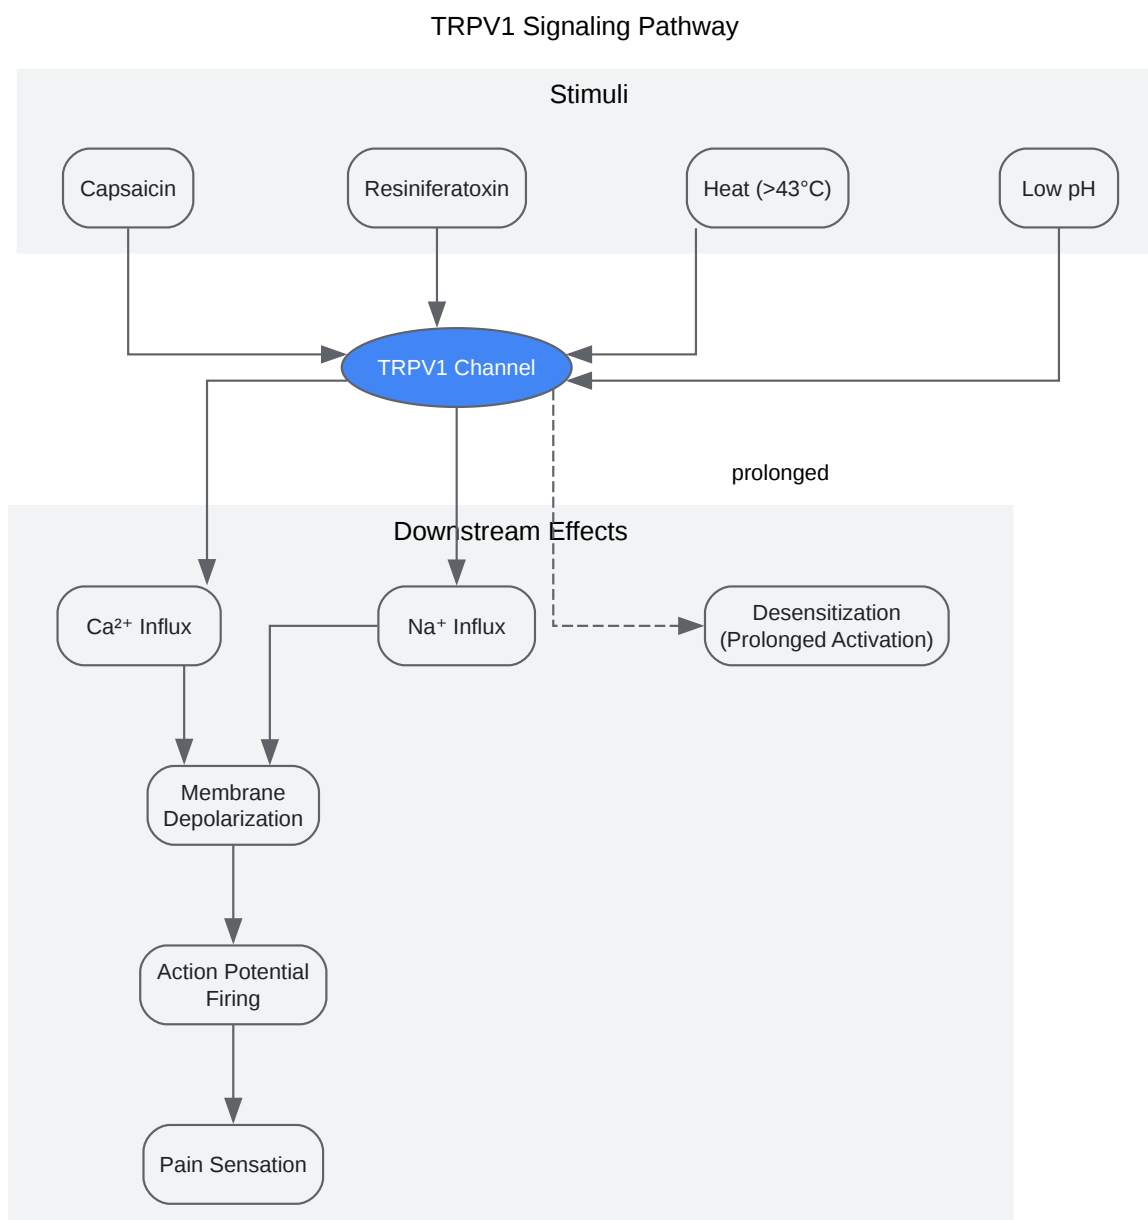 TRPV1 Signaling Pathway
Stimuli
Capsaicin
Resiniferatoxin
Heat (>43°C)
Low pH
TRPV1 Channel
prolonged
Downstream Effects
Ca²⁺ Influx
Na⁺ Influx
Desensitization
(Prolonged Activation)
Membrane
Depolarization
Action Potential
Firing
Pain Sensation